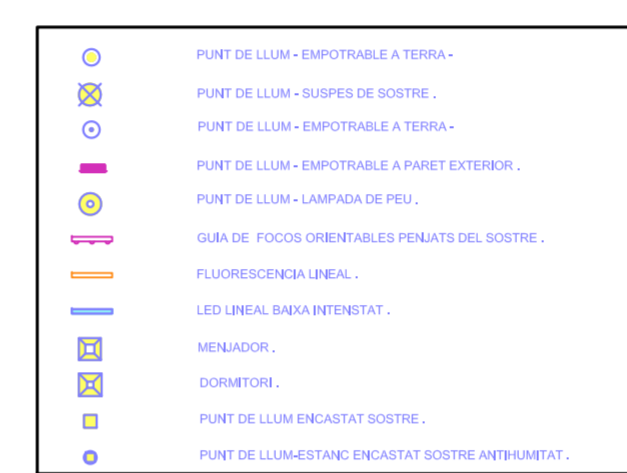 PUNT DE LLUM - EMPOTRABLE A TERRA -
PUNT DE LLUM - SUSPES DE SOSTRE .
PUNT DE LLUM - EMPOTRABLE A TERRA -
PUNT DE LLUM - EMPOTRABLE A PARET EXTERIOR .
PUNT DE LLUM - LAMPADA DE PEU .
GUIA DE FOCOS ORIENTABLES PENJATS DEL SOSTRE .
FLUORESCENCIA LINEAL .
LED LINEAL BAIXA INTENSTAT .
MENJADOR .
DORMITORI .
PUNT DE LLUM ENCASTAT SOSTRE .
PUNT DE LLUM-ESTANC ENCASTAT SOSTRE ANTIHUMITAT .